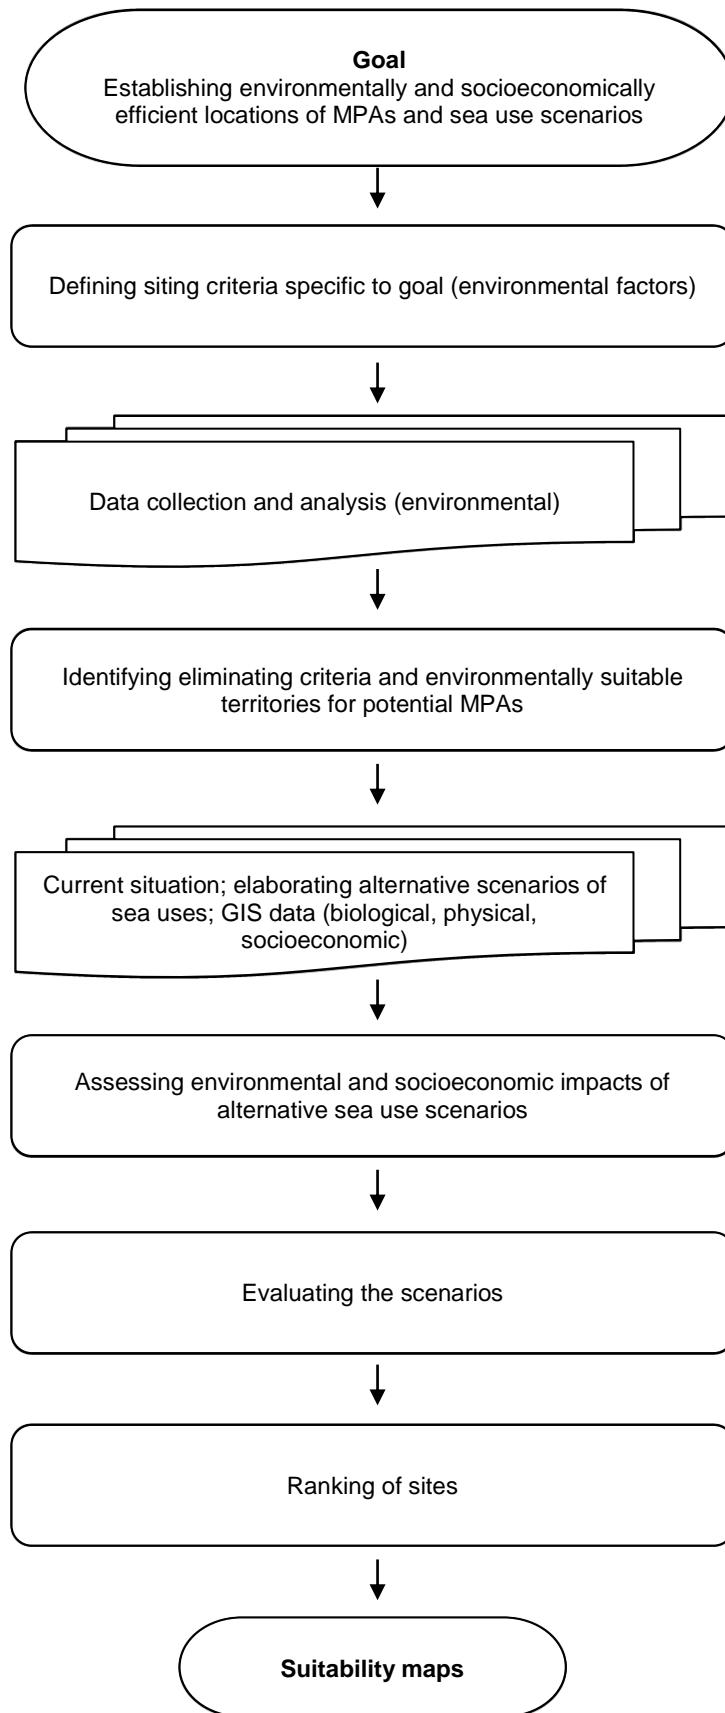 Goal
Establishing environmentally and socioeconomically
efficient locations of MPAs and sea use scenarios
Defining siting criteria specific to goal (environmental factors)
Data collection and analysis (environmental)
Identifying eliminating criteria and environmentally suitable
territories for potential MPAs
Current situation; elaborating alternative scenarios of
sea uses; GIS data (biological, physical,
socioeconomic)
Assessing environmental and socioeconomic impacts of
alternative sea use scenarios
Evaluating the scenarios
Ranking of sites
Suitability maps